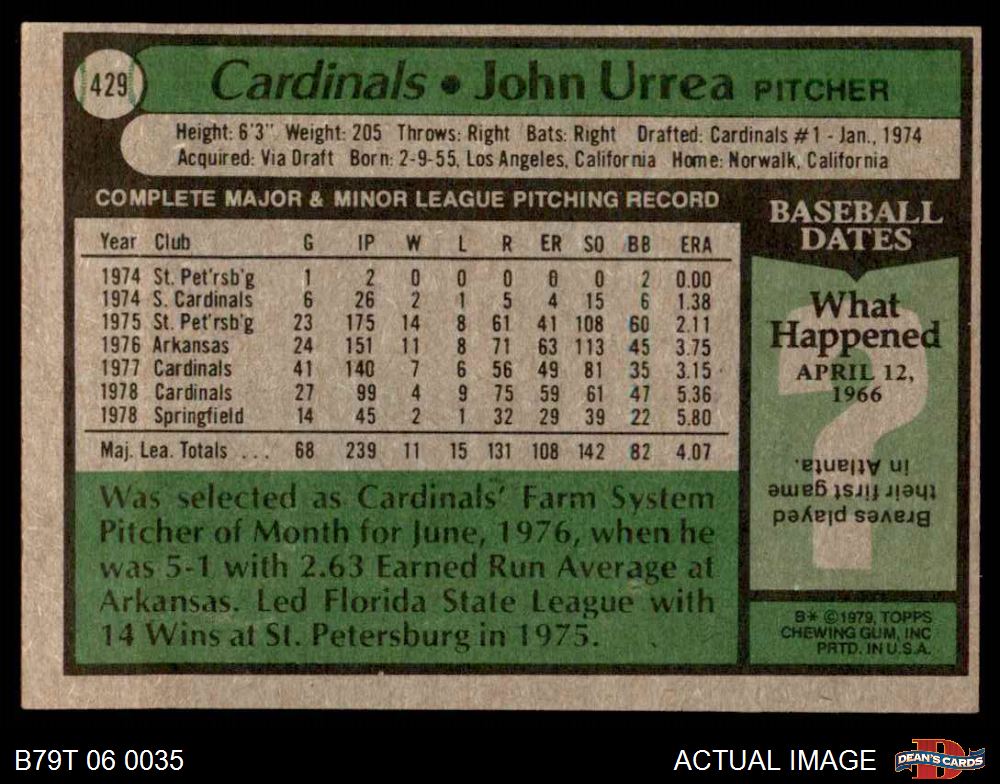 429
Cardinals • John Urrea PITCHER
Height: 6'3" Weight: 205 Throws: Right Bats: Right Drafted: Cardinals #1 - Jan., 1974
Acquired: Via Draft Born: 2-9-55, Los Angeles, California Home: Norwalk, California
COMPLETE MAJOR & MINOR LEAGUE PITCHING RECORD
Year Club G IP W L R ER SO BB ERA
1974 St. Pet'rsb'g 1 2 0 0 0 0 0 2 0.00
1974 S. Cardinals 6 26 2 1 5 4 15 6 1.38
1975 St. Pet'rsb'g 23 175 14 8 61 41 108 60 2.11
1976 Arkansas 24 151 11 8 71 63 113 45 3.75
1977 Cardinals 41 140 7 6 56 49 81 35 3.15
1978 Cardinals 27 99 4 9 75 59 61 47 5.36
1978 Springfield 14 45 2 1 32 29 39 22 5.80
Maj. Lea. Totals ... 68 239 11 15 131 108 142 82 4.07
Was selected as Cardinals' Farm System
Pitcher of Month for June, 1976, when he
was 5-1 with 2.63 Earned Run Average at
Arkansas. Led Florida State League with
14 Wins at St. Petersburg in 1975.
BASEBALL
DATES
?
What
Happened
APRIL 12,
1966
Braves played
their first game
in Atlanta.
B* ©1979, TOPPS
CHEWING GUM, INC
PRTD. IN U.S.A.
B79T 06 0035
ACTUAL IMAGE
D
DEAN'S CARDS